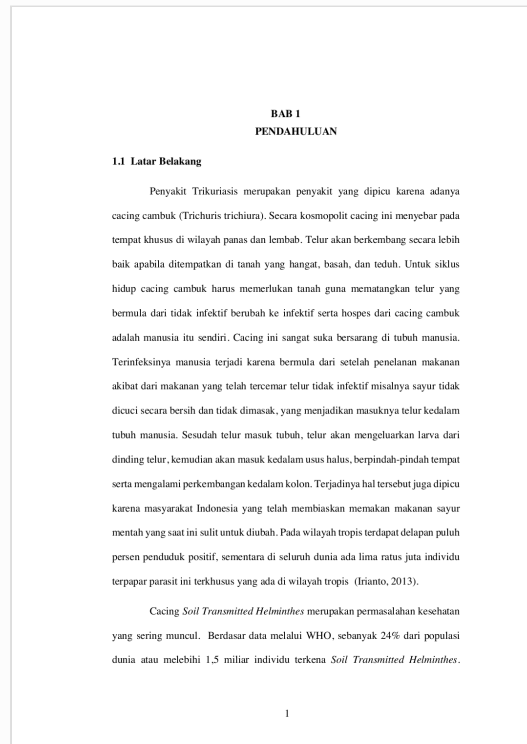 BAB 1
PENDAHULUAN
1.1 Latar Belakang
Penyakit Trikuriasis merupakan penyakit yang dipicu karena adanya
cacing cambuk (Trichuris trichiura). Secara kosmopolit cacing ini menyebar pada
tempat khusus di wilayah panas dan lembab. Telur akan berkembang secara lebih
baik apabila ditempatkan di tanah yang hangat, basah, dan teduh. Untuk siklus
hidup cacing cambuk harus memerlukan tanah guna mematangkan telur yang
bermula dari tidak infektif berubah ke infektif serta hospes dari cacing cambuk
adalah manusia itu sendiri. Cacing ini sangat suka bersarang di tubuh manusia.
Terinfeksinya manusia terjadi karena bermula dari setelah penelanan makanan
akibat dari makanan yang telah tercemar telur tidak infektif misalnya sayur tidak
dicuci secara bersih dan tidak dimasak, yang menjadikan masuknya telur kedalam
tubuh manusia. Sesudah telur masuk tubuh, telur akan mengeluarkan larva dari
dinding telur, kemudian akan masuk kedalam usus halus, berpindah-pindah tempat
serta mengalami perkembangan kedalam kolon. Terjadinya hal tersebut juga dipicu
karena masyarakat Indonesia yang telah membiaskan memakan makanan sayur
mentah yang saat ini sulit untuk diubah. Pada wilayah tropis terdapat delapan puluh
persen penduduk positif, sementara di seluruh dunia ada lima ratus juta individu
terpapar parasit ini terkhusus yang ada di wilayah tropis (Irianto, 2013).
Cacing Soil Transmitted Helminthes merupakan permasalahan kesehatan
yang sering muncul. Berdasar data melalui WHO, sebanyak 24% dari populasi
dunia atau melebihi 1,5 miliar individu terkena Soil Transmitted Helminthes.
1